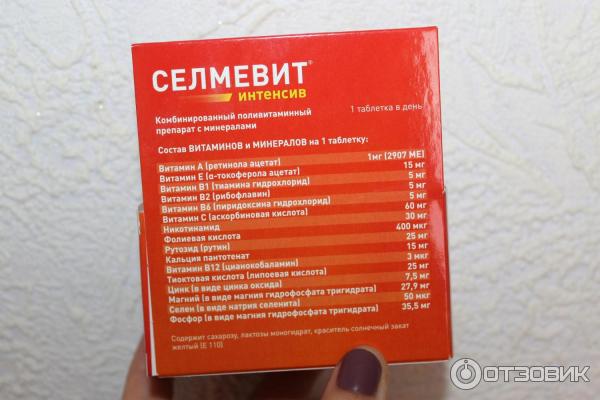 СЕЛМЕВИТ®
интенсив
Комбинированный поливитаминный
препарат с минералами
1 таблетка в день
Состав ВИТАМИНОВ и МИНЕРАЛОВ на 1 таблетку:
Витамин А (ретинола ацетат) 1мг (2907 МЕ)
Витамин Е (α-токоферола ацетат) 15 мг
Витамин В1 (тиамина гидрохлорид) 5 мг
Витамин В2 (рибофлавин) 5 мг
Витамин В6 (пиридоксина гидрохлорид) 5 мг
Витамин С (аскорбиновая кислота) 60 мг
Никотинамид 30 мг
Фолиевая кислота 400 мкг
Рутозид (рутин) 25 мг
Кальция пантотенат 15 мг
Витамин В12 (цианокобаламин) 3 мкг
Тиоктовая кислота (липоевая кислота) 25 мг
Цинк (в виде цинка оксида) 7,5 мг
Магний (в виде магния гидрофосфата тригидрата) 27,9 мг
Селен (в виде натрия селенита) 50 мкг
Фосфор (в виде магния гидрофосфата тригидрата) 35,5 мг
Содержит сахарозу, лактозы моногидрат, краситель солнечный закат
желтый (Е 110)
ОТЗОВИК